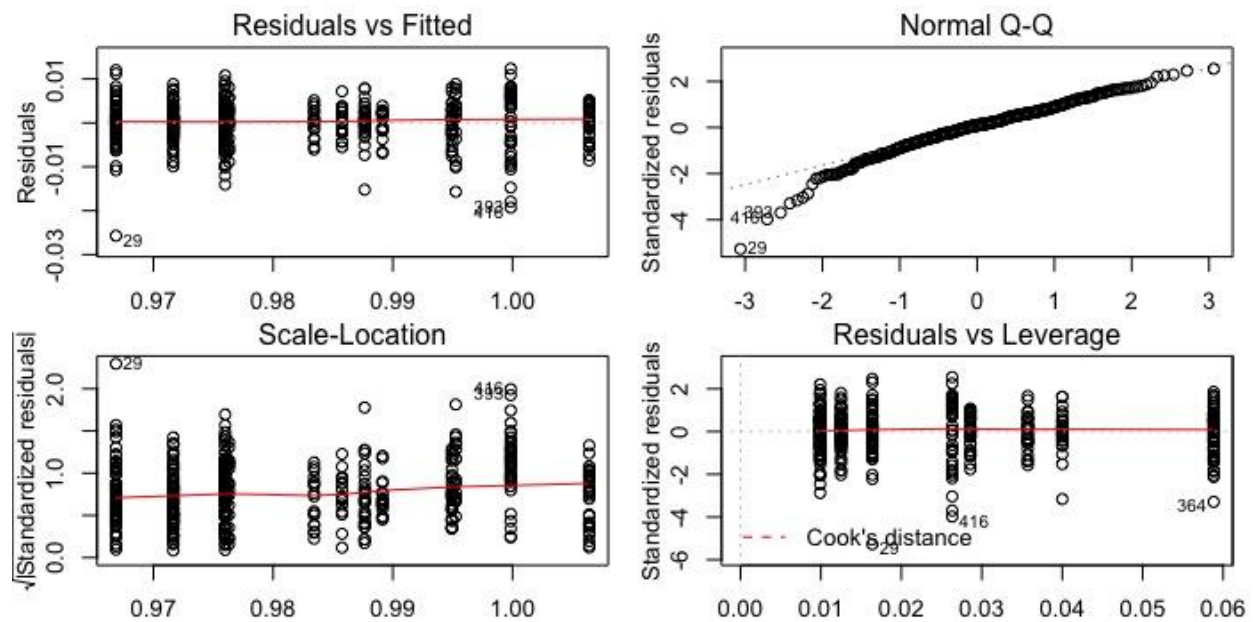 Residuals vs Fitted
Residuals
0.01
-0.01
-0.03
393
416
29
0.97 0.98 0.99 1.00
Normal Q-Q
Standardized residuals
2
0
-2
-4
393
416
29
-3 -2 -1 0 1 2 3
Scale-Location
√|Standardized residuals|
2.0
1.0
0.0
29
416
393
0.97 0.98 0.99 1.00
Residuals vs Leverage
Standardized residuals
2
0
-2
-4
-6
364
416
Cook's distance
29
0.00 0.01 0.02 0.03 0.04 0.05 0.06